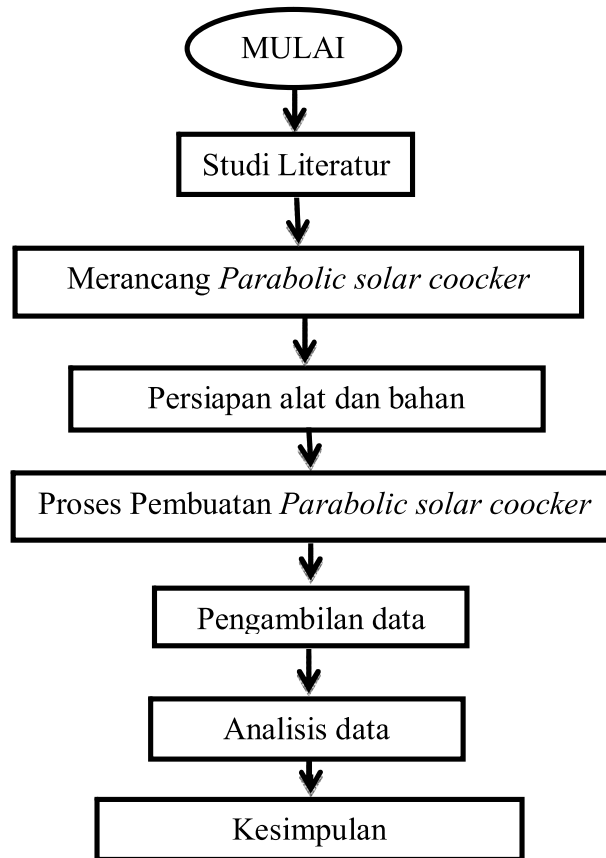 MULAI
Studi Literatur
Merancang Parabolic solar coocker
Persiapan alat dan bahan
Proses Pembuatan Parabolic solar coocker
Pengambilan data
Analisis data
Kesimpulan